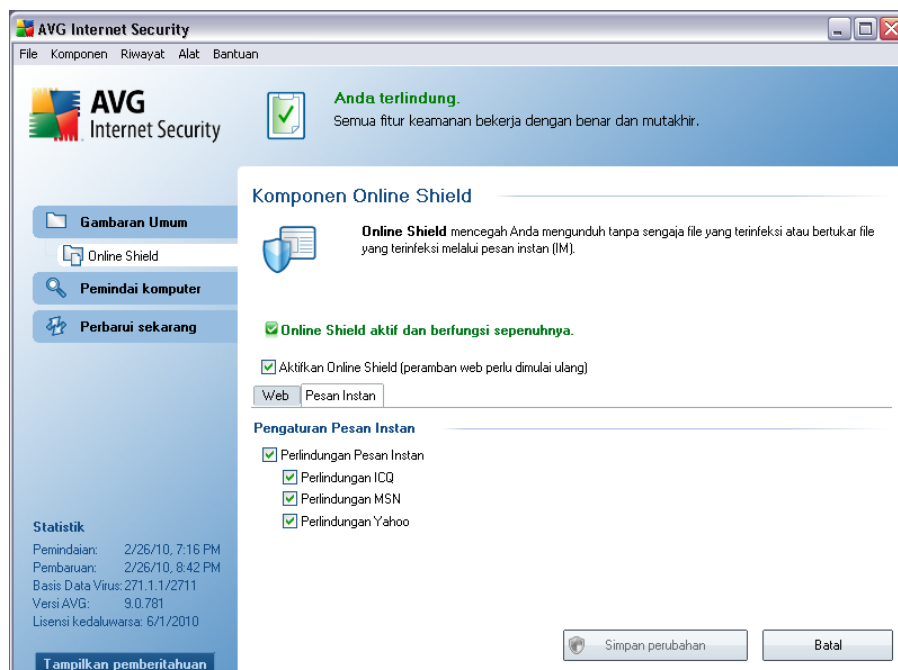 AVG Internet Security
File Komponen Riwayat Alat Bantuan
AVG
Internet Security
Anda terlindung.
Semua fitur keamanan bekerja dengan benar dan mutakhir.
Gambaran Umum
Online Shield
Pemindai komputer
Perbarui sekarang
Komponen Online Shield
Online Shield mencegah Anda mengunduh tanpa sengaja file yang terinfeksi atau bertukar file
yang terinfeksi melalui pesan instan (IM).
Online Shield aktif dan berfungsi sepenuhnya.
Aktifkan Online Shield (peramban web perlu dimulai ulang)
Web Pesan Instan
Pengaturan Pesan Instan
Perlindungan Pesan Instan
Perlindungan ICQ
Perlindungan MSN
Perlindungan Yahoo
Statistik
Pemindaian: 2/26/10, 7:16 PM
Pembaruan: 2/26/10, 8:42 PM
Basis Data Virus: 271.1.1/2711
Versi AVG: 9.0.781
Lisensi kedaluwarsa: 6/1/2010
Tampilkan pemberitahuan
Simpan perubahan
Batal